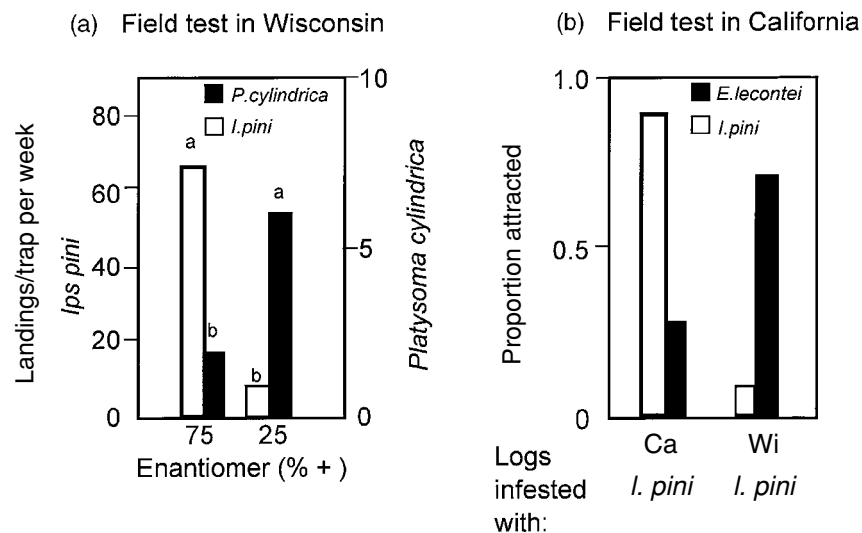 (a) Field test in Wisconsin
Landings/trap per week
Ips pini
80
60
40
20
0
P.cylindrica
I.pini
a
b
b
a
10
5
0
Platysoma cylindrica
75
25
Enantiomer (% + )
(b) Field test in California
Proportion attracted
1.0
0.5
0
E.lecontei
I.pini
Ca
Wi
Logs
infested
with:
I. pini
I. pini